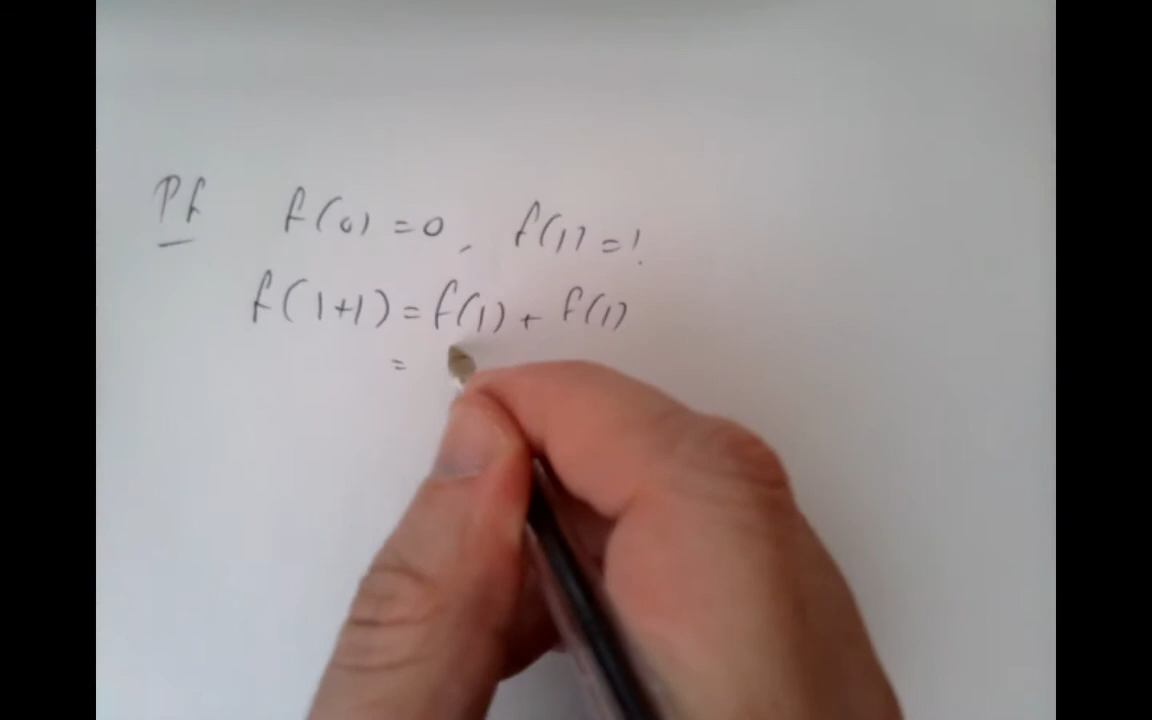 Pf f(0) = 0, f(1) = 1
f(1+1) = f(1) + f(1)
=